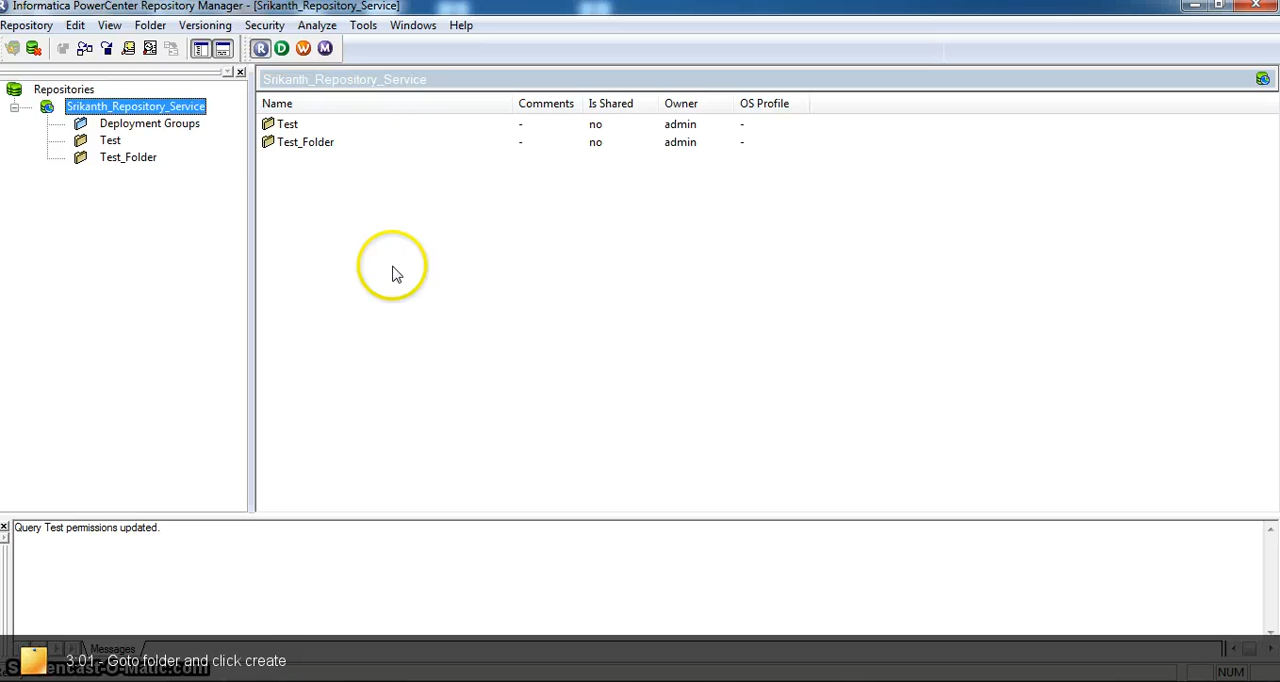 Informatica PowerCenter Repository Manager - [Srikanth_Repository_Service]
Repository Edit View Folder Versioning Security Analyze Tools Windows Help
R D W M
Repositories
Srikanth_Repository_Service
Deployment Groups
Test
Test_Folder
Srikanth_Repository_Service
Name Comments Is Shared Owner OS Profile
Test - no admin -
Test_Folder - no admin -
Query Test permissions updated.
Messages
3:01 - Goto folder and click create
NUM